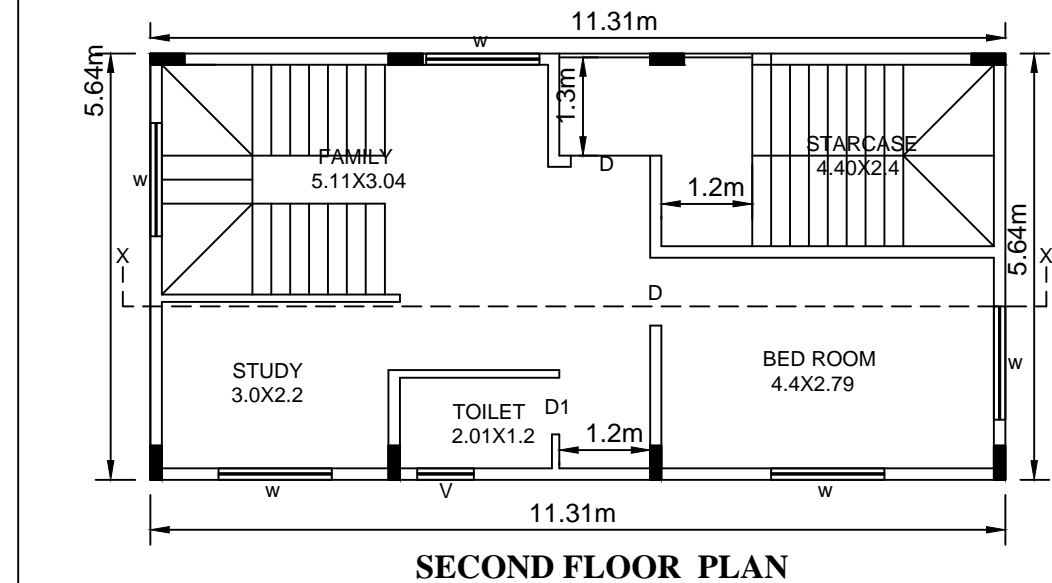 11.31m
w
5.64m
1.3m
STARCASE
4.40X2.4
FAMILY
5.11X3.04
D
w
1.2m
5.64m
X
X
D
STUDY
3.0X2.2
BED ROOM
4.4X2.79
w
TOILET
2.01X1.2
D1
1.2m
w
V
w
11.31m
SECOND FLOOR PLAN